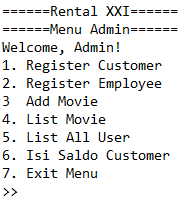 ======Rental XXI======
======Menu Admin======
Welcome, Admin!
1. Register Customer
2. Register Employee
3  Add Movie
4. List Movie
5. List All User
6. Isi Saldo Customer
7. Exit Menu
>>